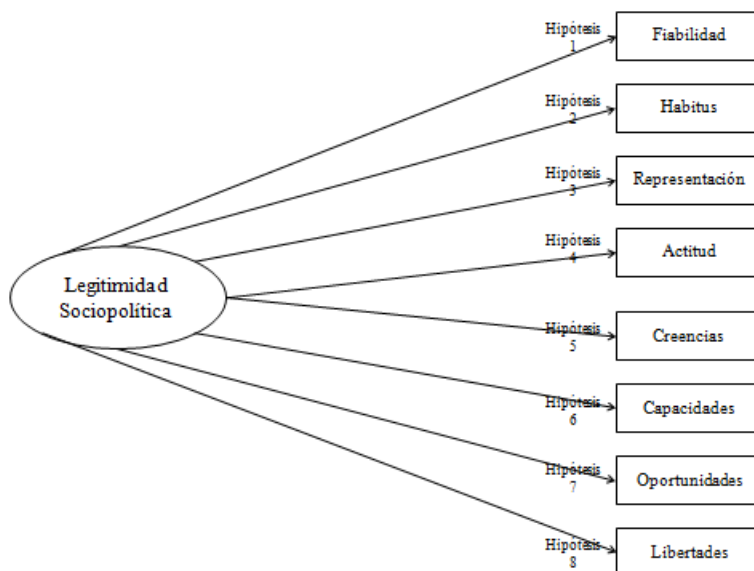 Hipótesis
1
Fiabilidad
Hipótesis
2
Habitus
Hipótesis
3
Representación
Hipótesis
4
Actitud
Legitimidad
Sociopolítica
Hipótesis
5
Creencias
Hipótesis
6
Capacidades
Hipótesis
7
Oportunidades
Hipótesis
8
Libertades